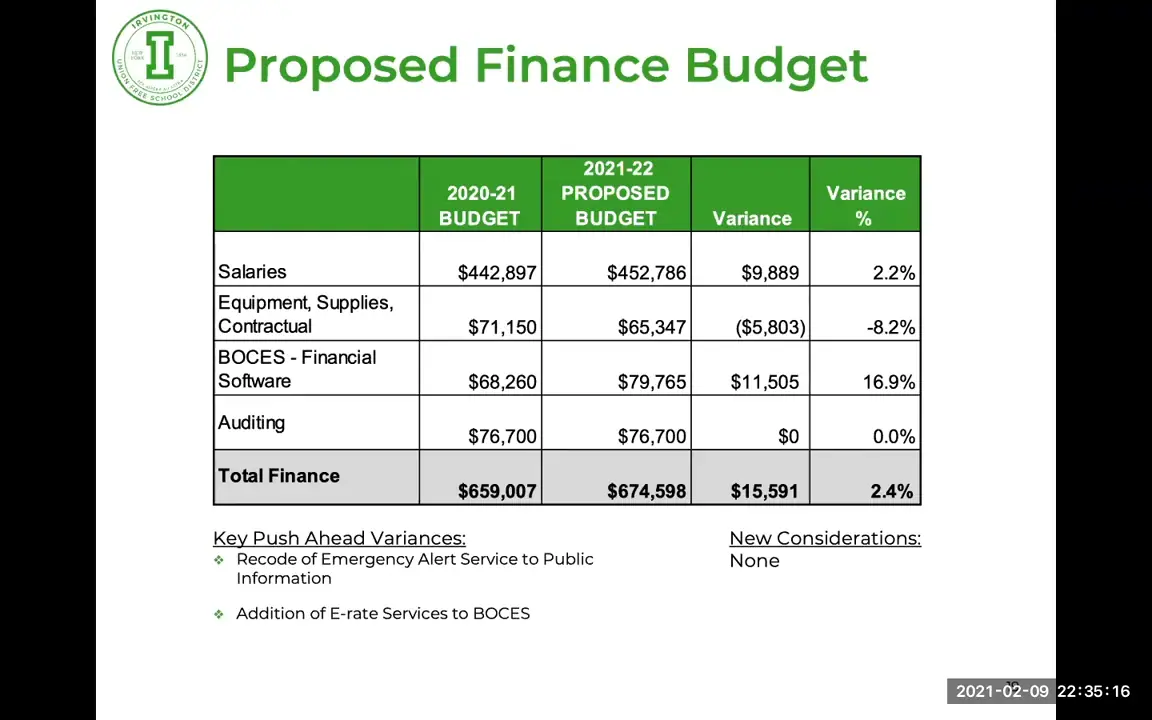 IRVINGTON
UNION FREE SCHOOL DISTRICT
I
Proposed Finance Budget
2020-21 BUDGET
2021-22 PROPOSED BUDGET
Variance
Variance %
Salaries $442,897 $452,786 $9,889 2.2%
Equipment, Supplies,
Contractual $71,150 $65,347 ($5,803) -8.2%
BOCES - Financial
Software $68,260 $79,765 $11,505 16.9%
Auditing $76,700 $76,700 $0 0.0%
Total Finance $659,007 $674,598 $15,591 2.4%
Key Push Ahead Variances:
Recode of Emergency Alert Service to Public
Information
Addition of E-rate Services to BOCES
New Considerations:
None
2021-02-09 22:35:16